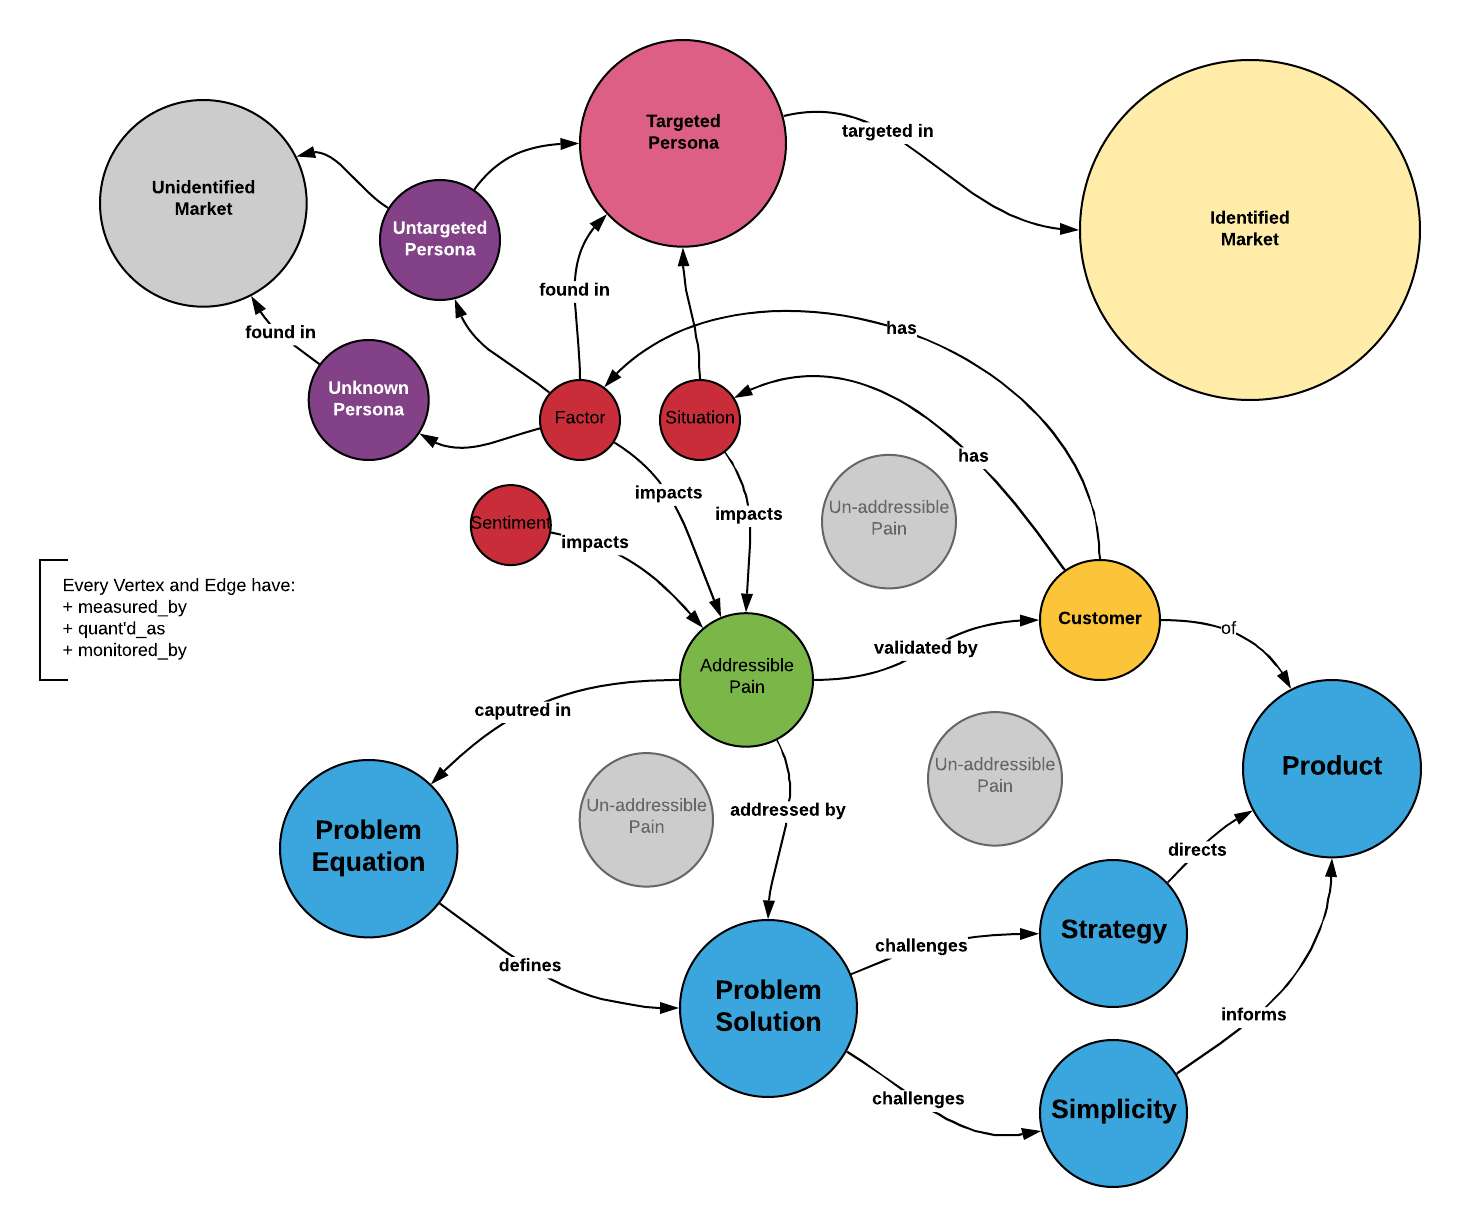 Targeted
Persona
targeted in
Unidentified
Market
Identified
Market
Untargeted
Persona
found in
found in
has
Unknown
Persona
Factor
Situation
has
impacts
impacts
Un-addressible
Pain
Sentiment
impacts
Every Vertex and Edge have:
+ measured_by
+ quant'd_as
+ monitored_by
Customer
of
validated by
Addressible
Pain
caputred in
Un-addressible
Pain
Product
Un-addressible
Pain
addressed by
Problem
Equation
directs
Strategy
challenges
defines
Problem
Solution
informs
challenges
Simplicity